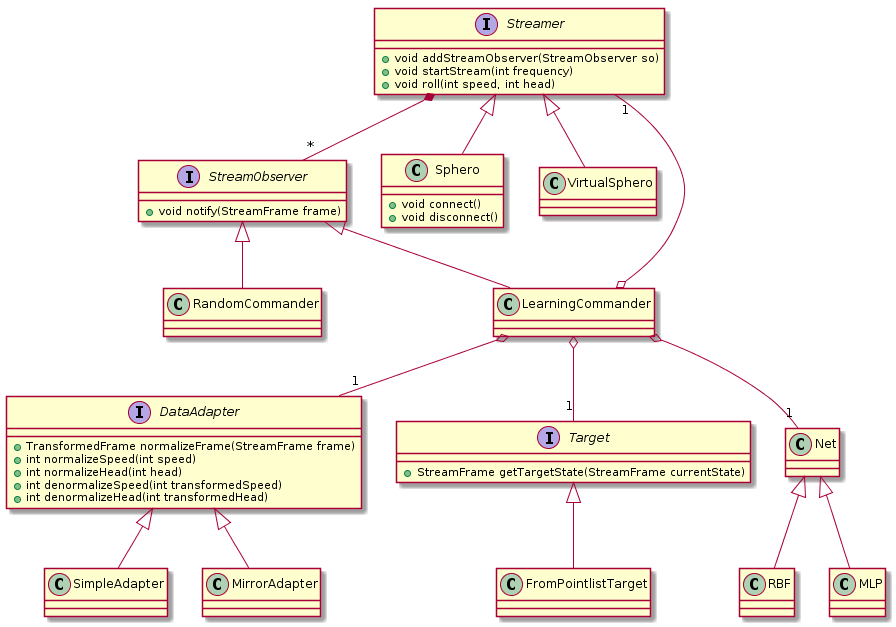 I Streamer
void addStreamObserver(StreamObserver so)
void startStream(int frequency)
void roll(int speed, int head)
1
*
I StreamObserver
void notify(StreamFrame frame)
C Sphero
void connect()
void disconnect()
C VirtualSphero
C RandomCommander
C LearningCommander
1
1
1
I DataAdapter
TransformedFrame normalizeFrame(StreamFrame frame)
int normalizeSpeed(int speed)
int normalizeHead(int head)
int denormalizeSpeed(int transformedSpeed)
int denormalizeHead(int transformedHead)
I Target
StreamFrame getTargetState(StreamFrame currentState)
C Net
C SimpleAdapter
C MirrorAdapter
C FromPointlistTarget
C RBF
C MLP